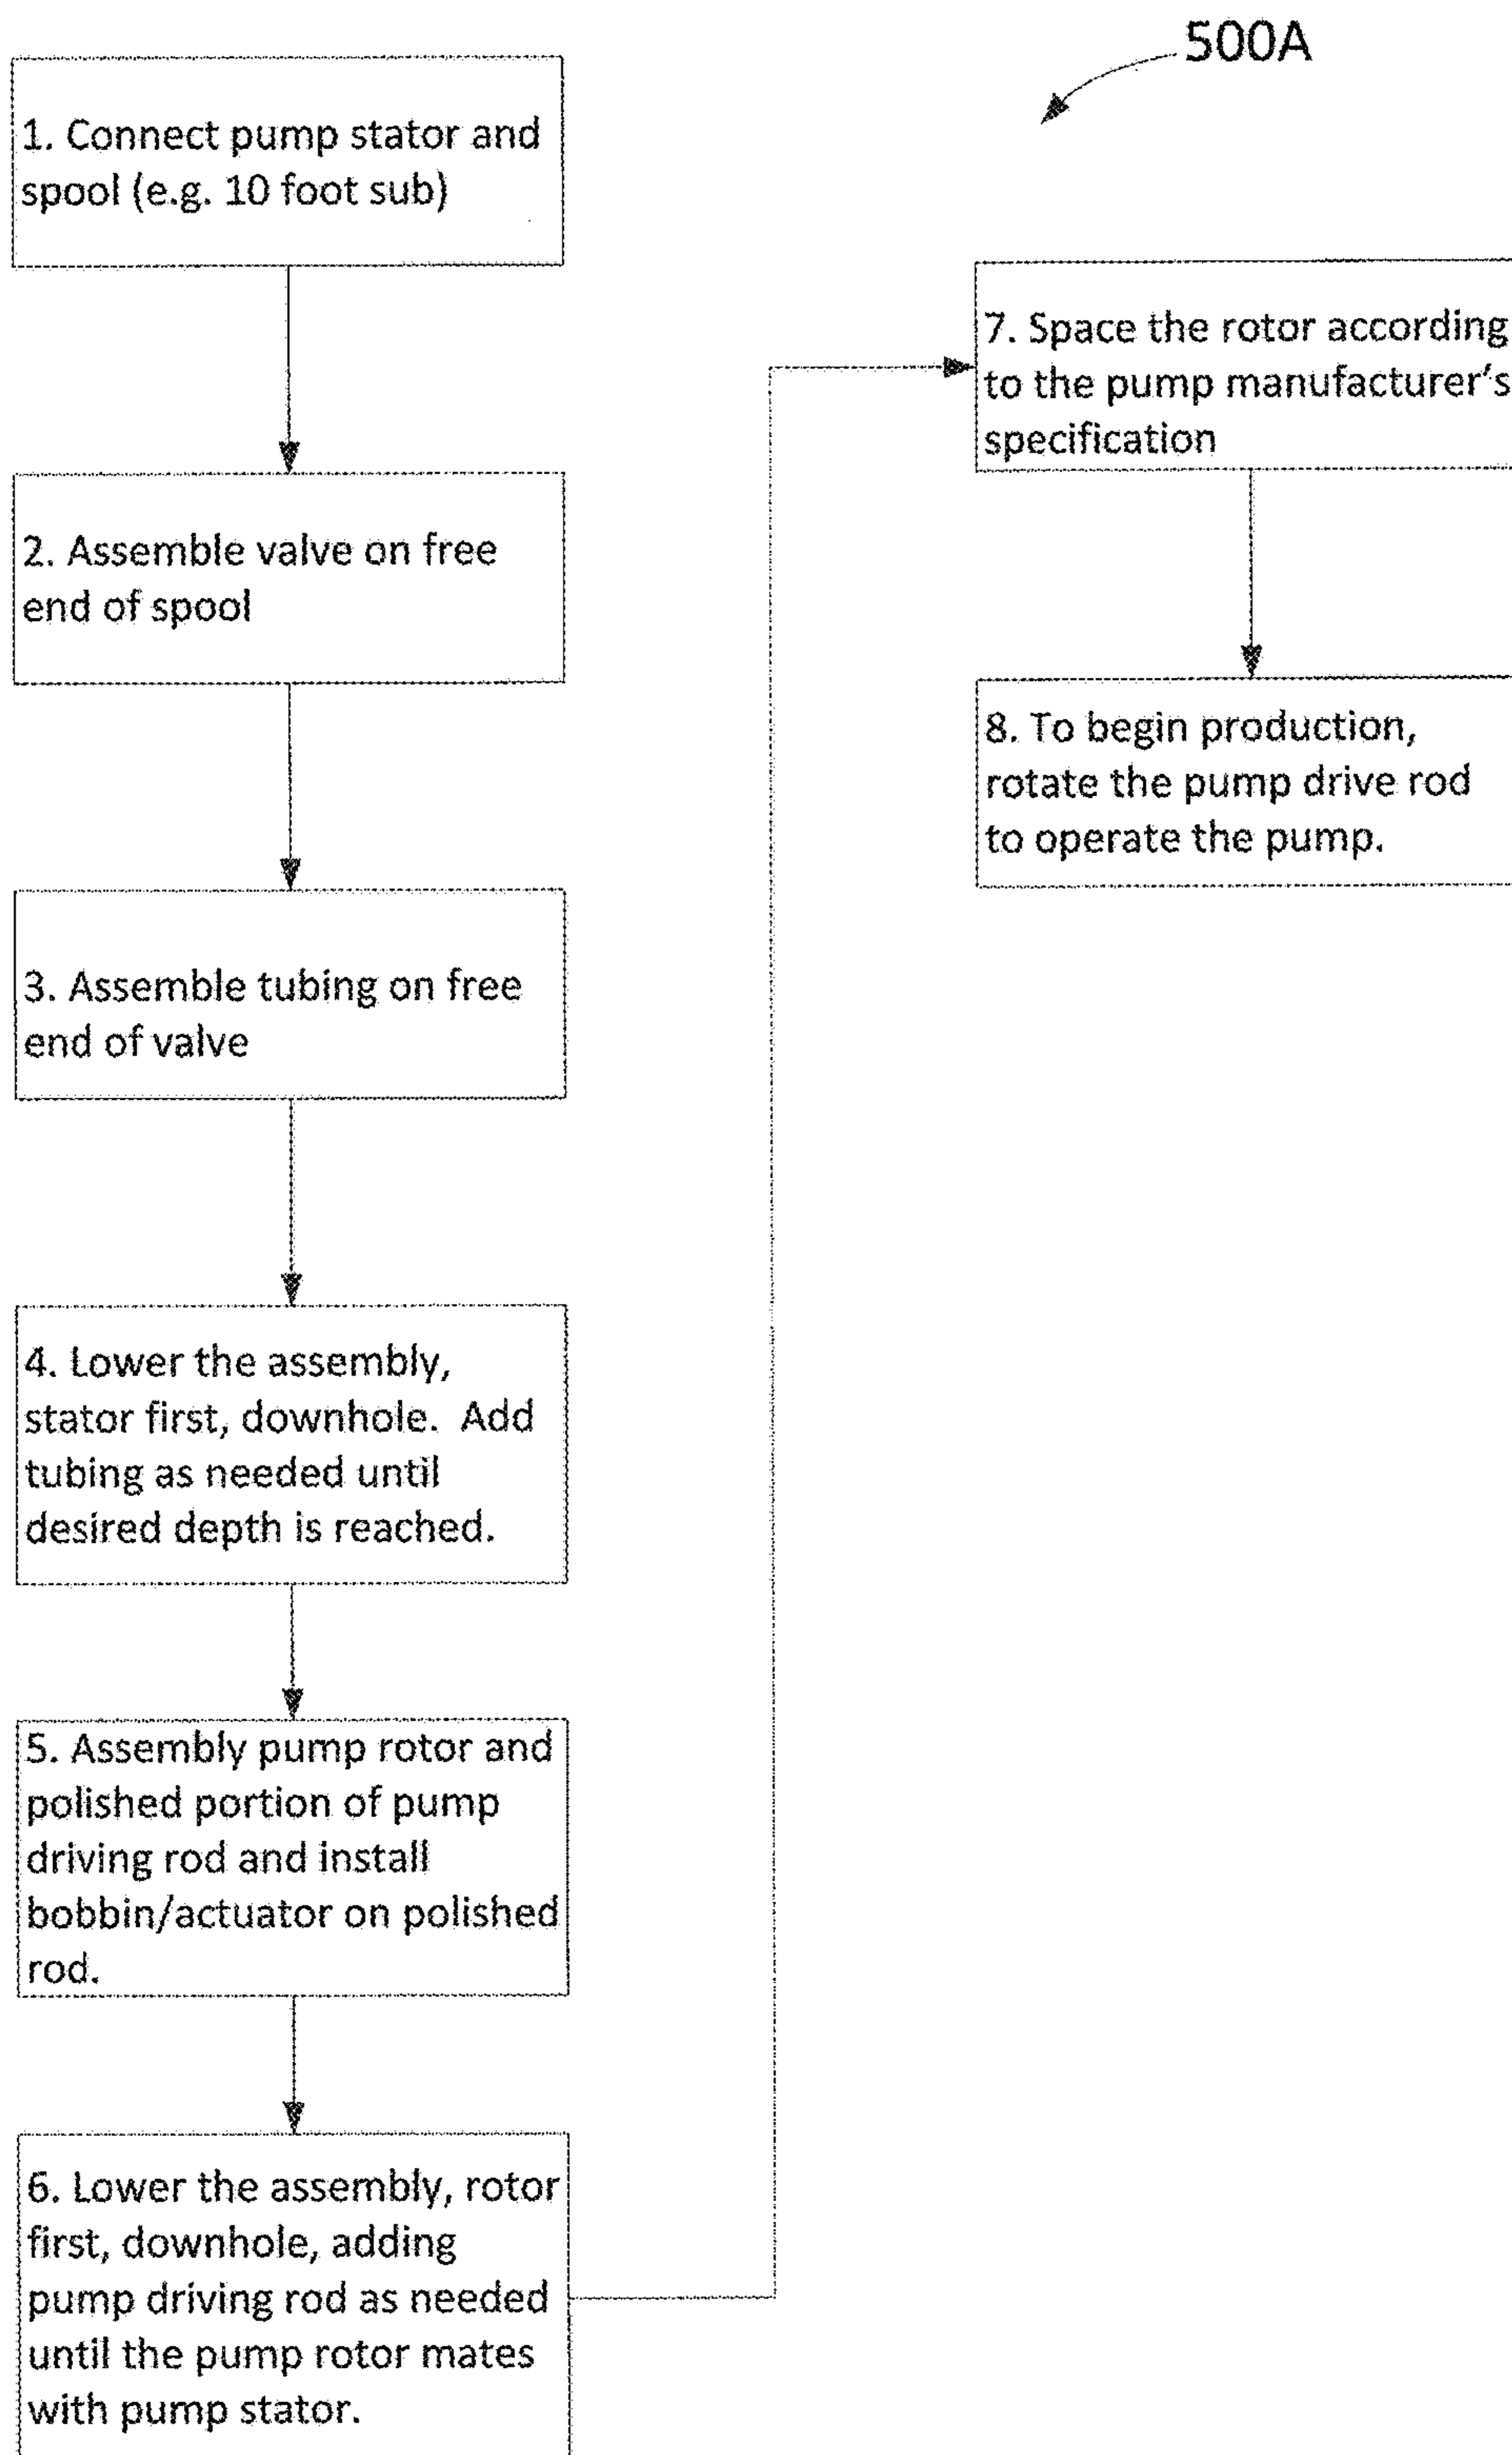 500A
1. Connect pump stator and
spool (e.g. 10 foot sub)
2. Assemble valve on free
end of spool
3. Assemble tubing on free
end of valve
4. Lower the assembly,
stator first, downhole. Add
tubing as needed until
desired depth is reached.
5. Assembly pump rotor and
polished portion of pump
driving rod and install
bobbin/actuator on polished
rod.
6. Lower the assembly, rotor
first, downhole, adding
pump driving rod as needed
until the pump rotor mates
with pump stator.
7. Space the rotor according
to the pump manufacturer's
specification
8. To begin production,
rotate the pump drive rod
to operate the pump.